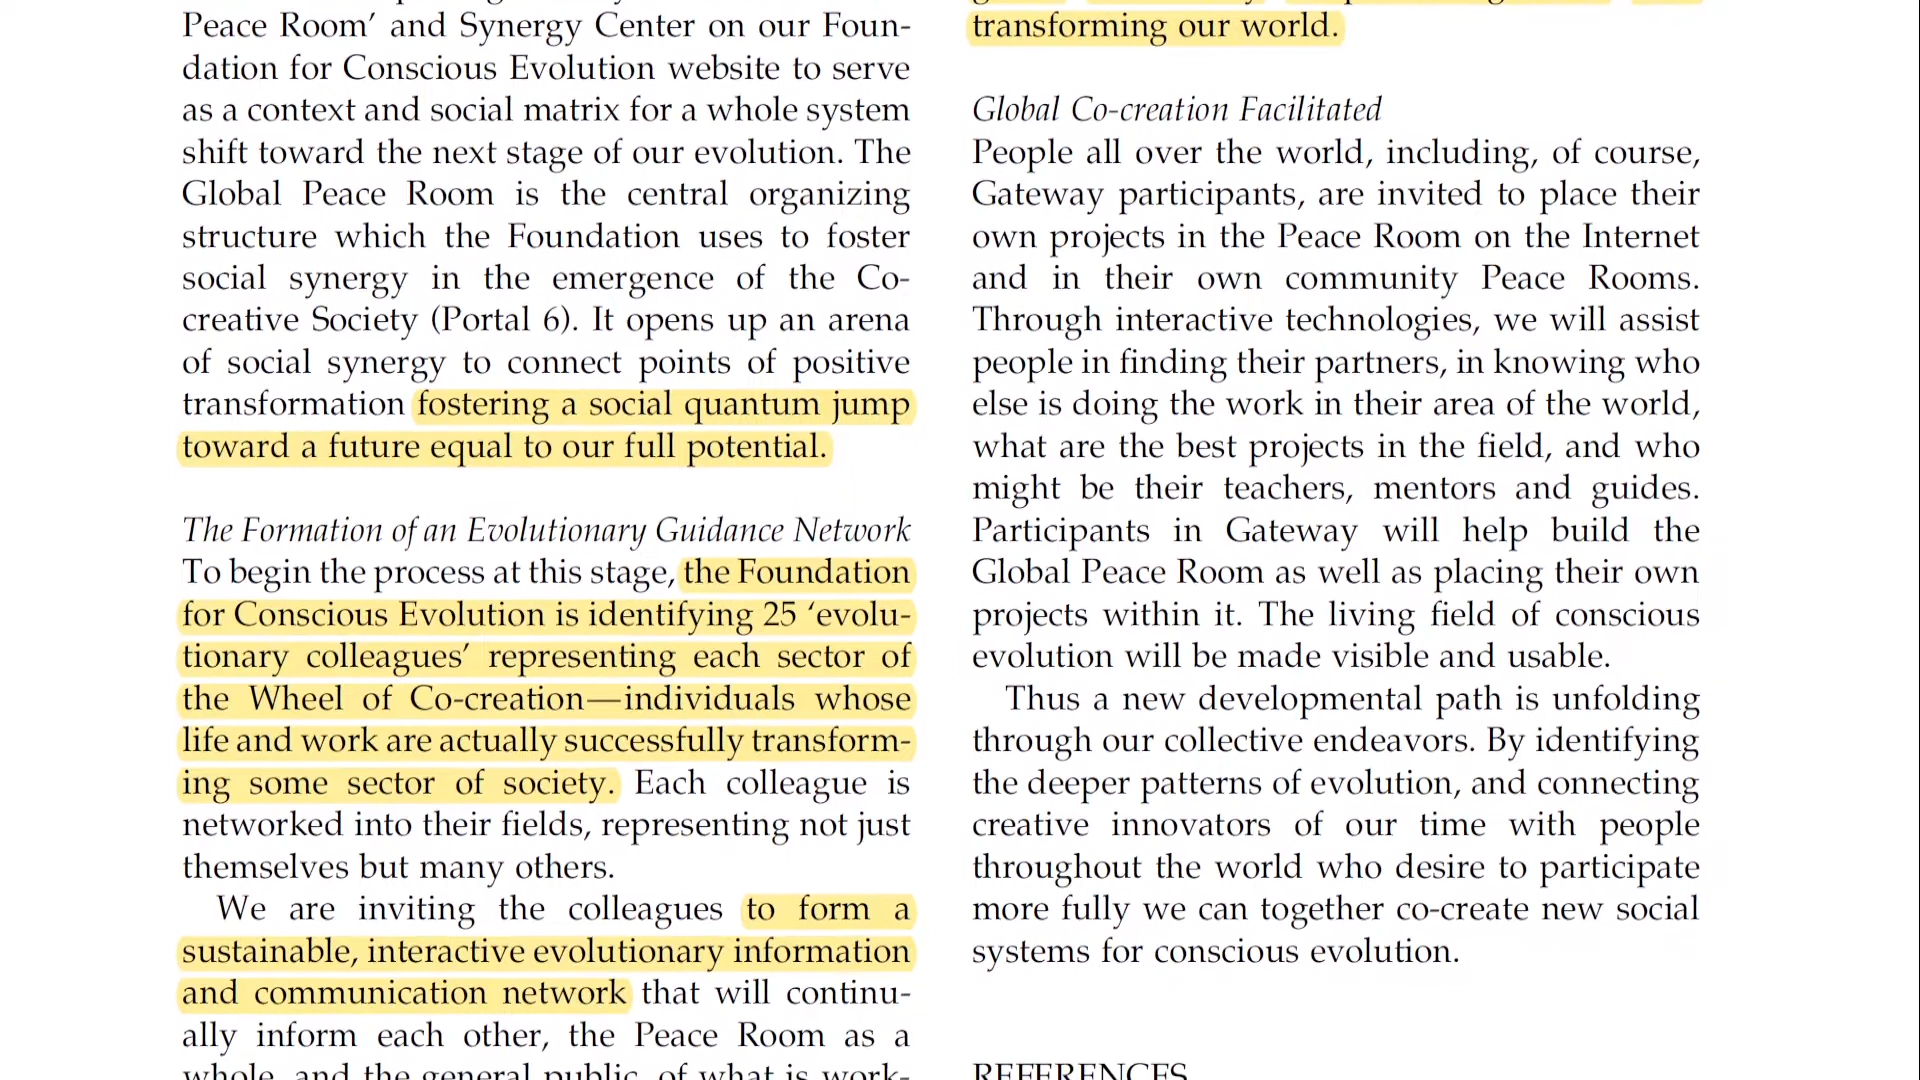 Peace Room’ and Synergy Center on our Foun-
dation for Conscious Evolution website to serve
as a context and social matrix for a whole system
shift toward the next stage of our evolution. The
Global Peace Room is the central organizing
structure which the Foundation uses to foster
social synergy in the emergence of the Co-
creative Society (Portal 6). It opens up an arena
of social synergy to connect points of positive
transformation fostering a social quantum jump
toward a future equal to our full potential.
The Formation of an Evolutionary Guidance Network
To begin the process at this stage, the Foundation
for Conscious Evolution is identifying 25 ‘evolu-
tionary colleagues’ representing each sector of
the Wheel of Co-creation—individuals whose
life and work are actually successfully transform-
ing some sector of society. Each colleague is
networked into their fields, representing not just
themselves but many others.
We are inviting the colleagues to form a
sustainable, interactive evolutionary information
and communication network that will continu-
ally inform each other, the Peace Room as a
whole, and the general public, of what is work-
transforming our world.
Global Co-creation Facilitated
People all over the world, including, of course,
Gateway participants, are invited to place their
own projects in the Peace Room on the Internet
and in their own community Peace Rooms.
Through interactive technologies, we will assist
people in finding their partners, in knowing who
else is doing the work in their area of the world,
what are the best projects in the field, and who
might be their teachers, mentors and guides.
Participants in Gateway will help build the
Global Peace Room as well as placing their own
projects within it. The living field of conscious
evolution will be made visible and usable.
Thus a new developmental path is unfolding
through our collective endeavors. By identifying
the deeper patterns of evolution, and connecting
creative innovators of our time with people
throughout the world who desire to participate
more fully we can together co-create new social
systems for conscious evolution.
REFERENCES